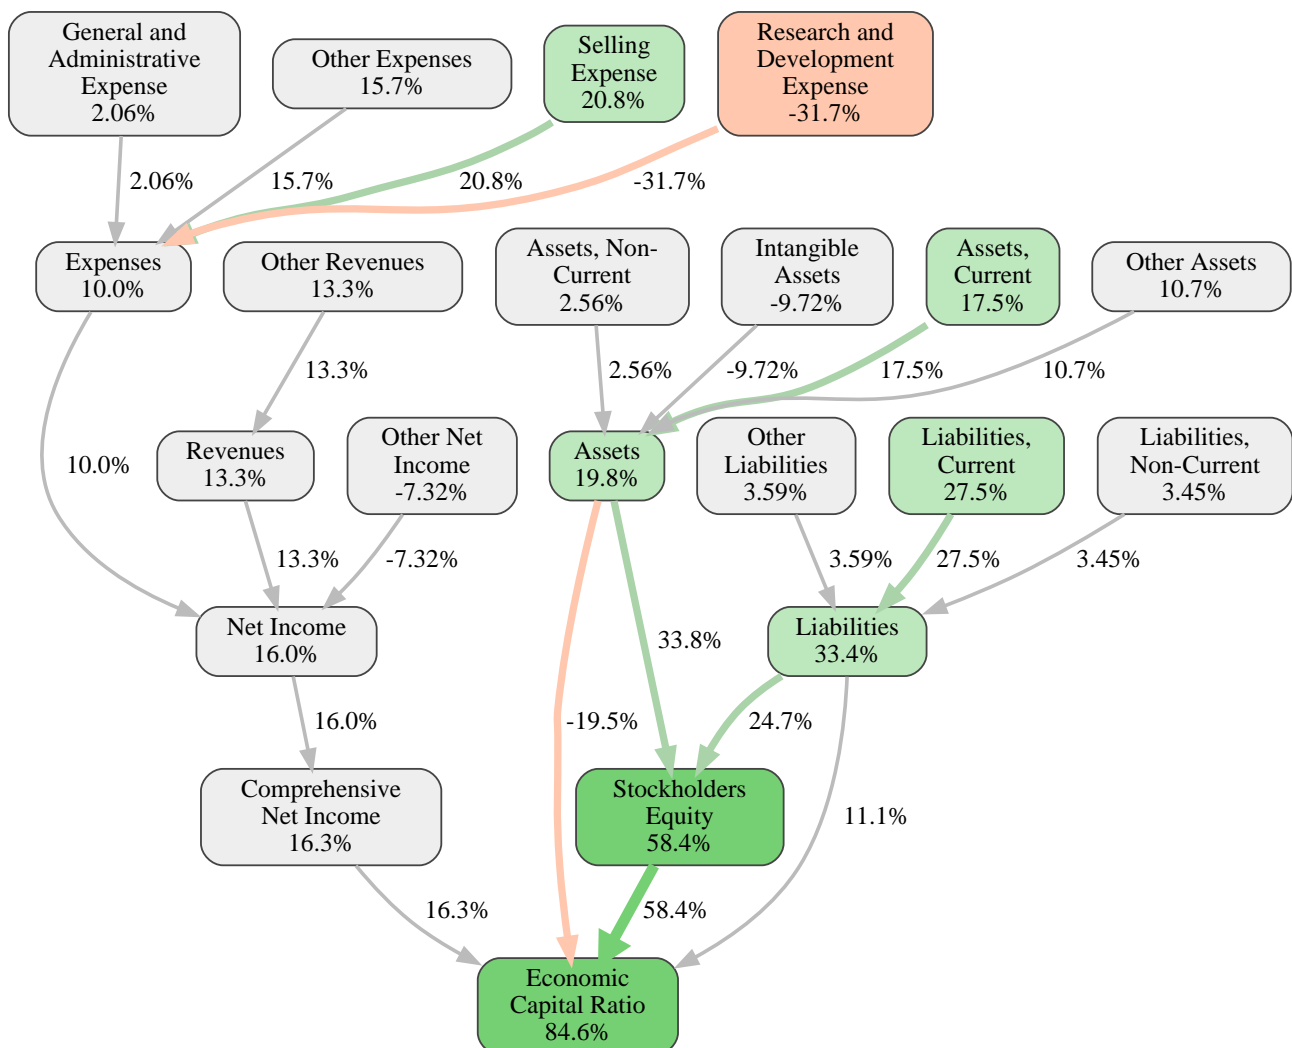 General and
Administrative
Expense
2.06%
Other Expenses
15.7%
Selling
Expense
20.8%
Research and
Development
Expense
-31.7%
2.06%
15.7%
20.8%
-31.7%
Expenses
10.0%
Other Revenues
13.3%
Assets, Non-
Current
2.56%
Intangible
Assets
-9.72%
Assets,
Current
17.5%
Other Assets
10.7%
13.3%
2.56%
-9.72%
17.5%
10.7%
10.0%
Revenues
13.3%
Other Net
Income
-7.32%
Assets
19.8%
Other
Liabilities
3.59%
Liabilities,
Current
27.5%
Liabilities,
Non-Current
3.45%
13.3%
-7.32%
3.59%
27.5%
3.45%
Net Income
16.0%
33.8%
Liabilities
33.4%
16.0%
-19.5%
24.7%
Comprehensive
Net Income
16.3%
Stockholders
Equity
58.4%
11.1%
16.3%
58.4%
Economic
Capital Ratio
84.6%